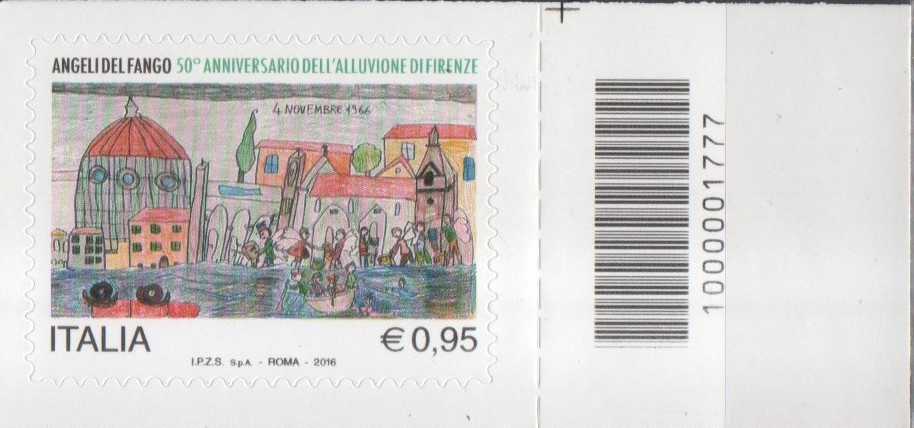 ANGELI DEL FANGO 50° ANNIVERSARIO DELL'ALLUVIONE DI FIRENZE
4 NOVEMBRE 1966
ITALIA
€ 0,95
I.P.Z.S. S.p.A. - ROMA - 2016
1000001777